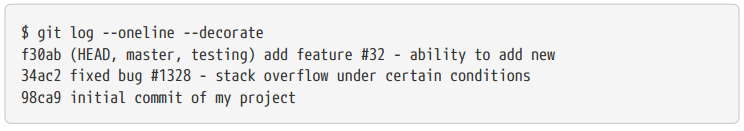 $ git log --oneline --decorate
f30ab (HEAD, master, testing) add feature #32 - ability to add new
34ac2 fixed bug #1328 - stack overflow under certain conditions
98ca9 initial commit of my project